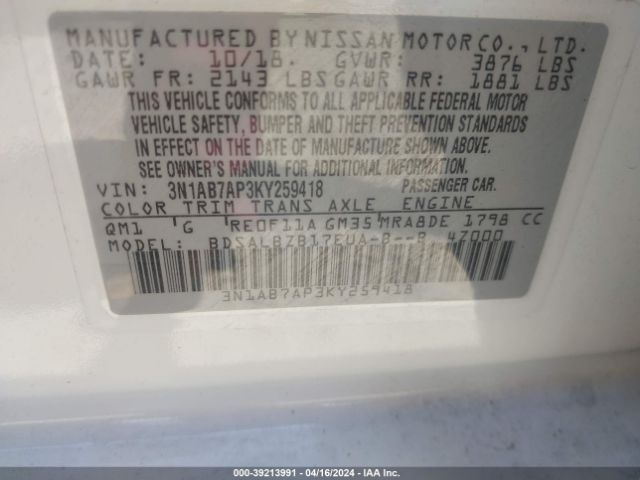 MANUFACTURED BY NISSAN MOTOR CO., LTD.
DATE: 10/18. GVWR: 3876 LBS
GAWR FR: 2143 LBS GAWR RR: 1881 LBS
THIS VEHICLE CONFORMS TO ALL APPLICABLE FEDERAL MOTOR
VEHICLE SAFETY, BUMPER AND THEFT PREVENTION STANDARDS
IN EFFECT ON THE DATE OF MANUFACTURE SHOWN ABOVE.
SEE OWNER'S MANUAL FOR ADDITIONAL INFORMATION.
VIN: 3N1AB7AP3KY259418 PASSENGER CAR.
COLOR TRIM TRANS AXLE ENGINE
QM1 G RE0F11A GM35 MRA8DE 1798 CC
MODEL: BDSALBZB17EUA-B--B 47000
3N1AB7AP3KY259418
000-39213991 - 04/16/2024 - IAA Inc.